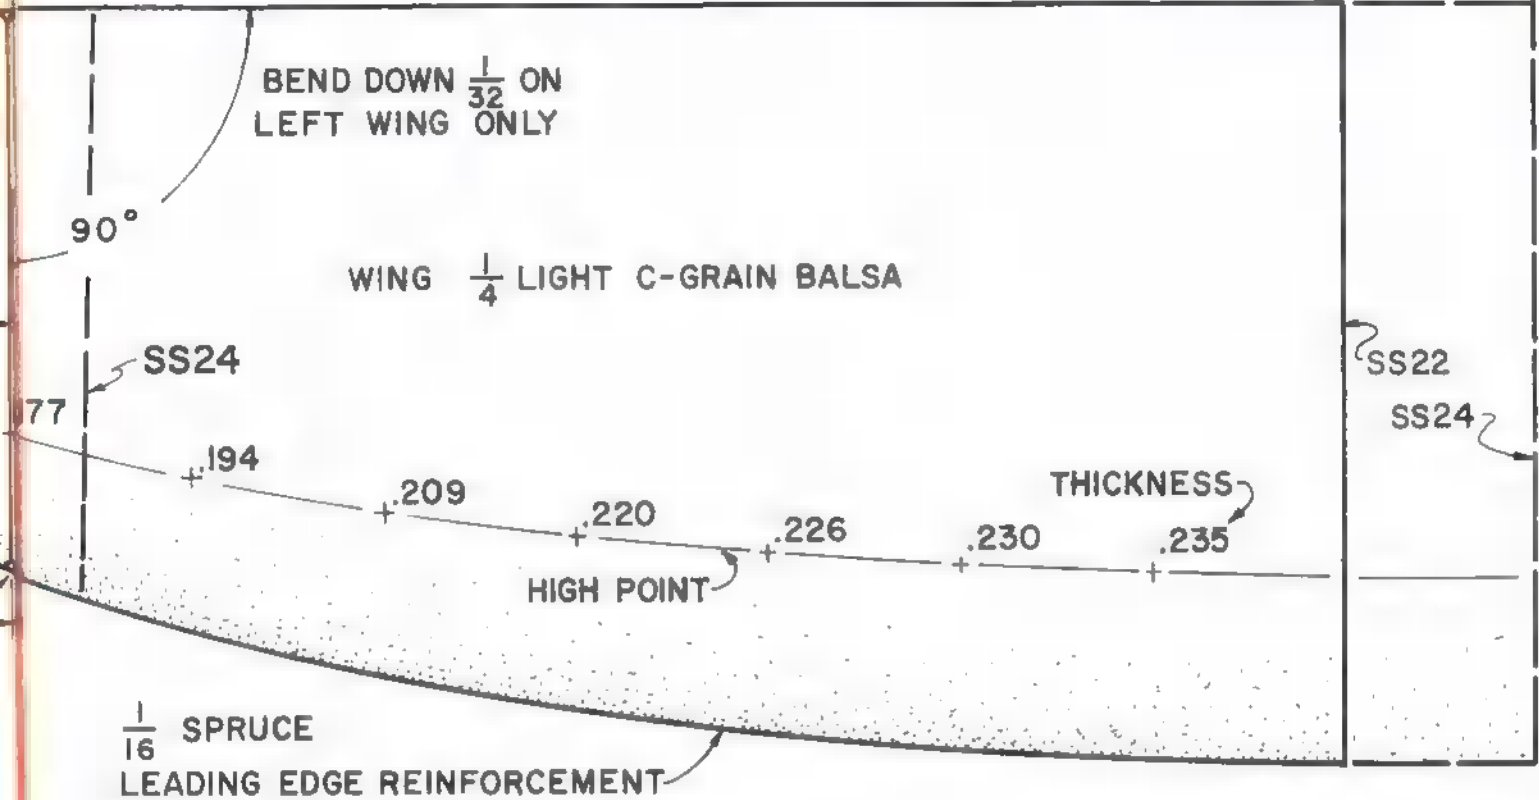 BEND DOWN 1/32 ON
LEFT WING ONLY
90°
WING 1/4 LIGHT C-GRAIN BALSA
SS24
SS22
SS24
77
.194
.209
.220
.226
.230
.235
THICKNESS
HIGH POINT
1/16 SPRUCE
LEADING EDGE REINFORCEMENT